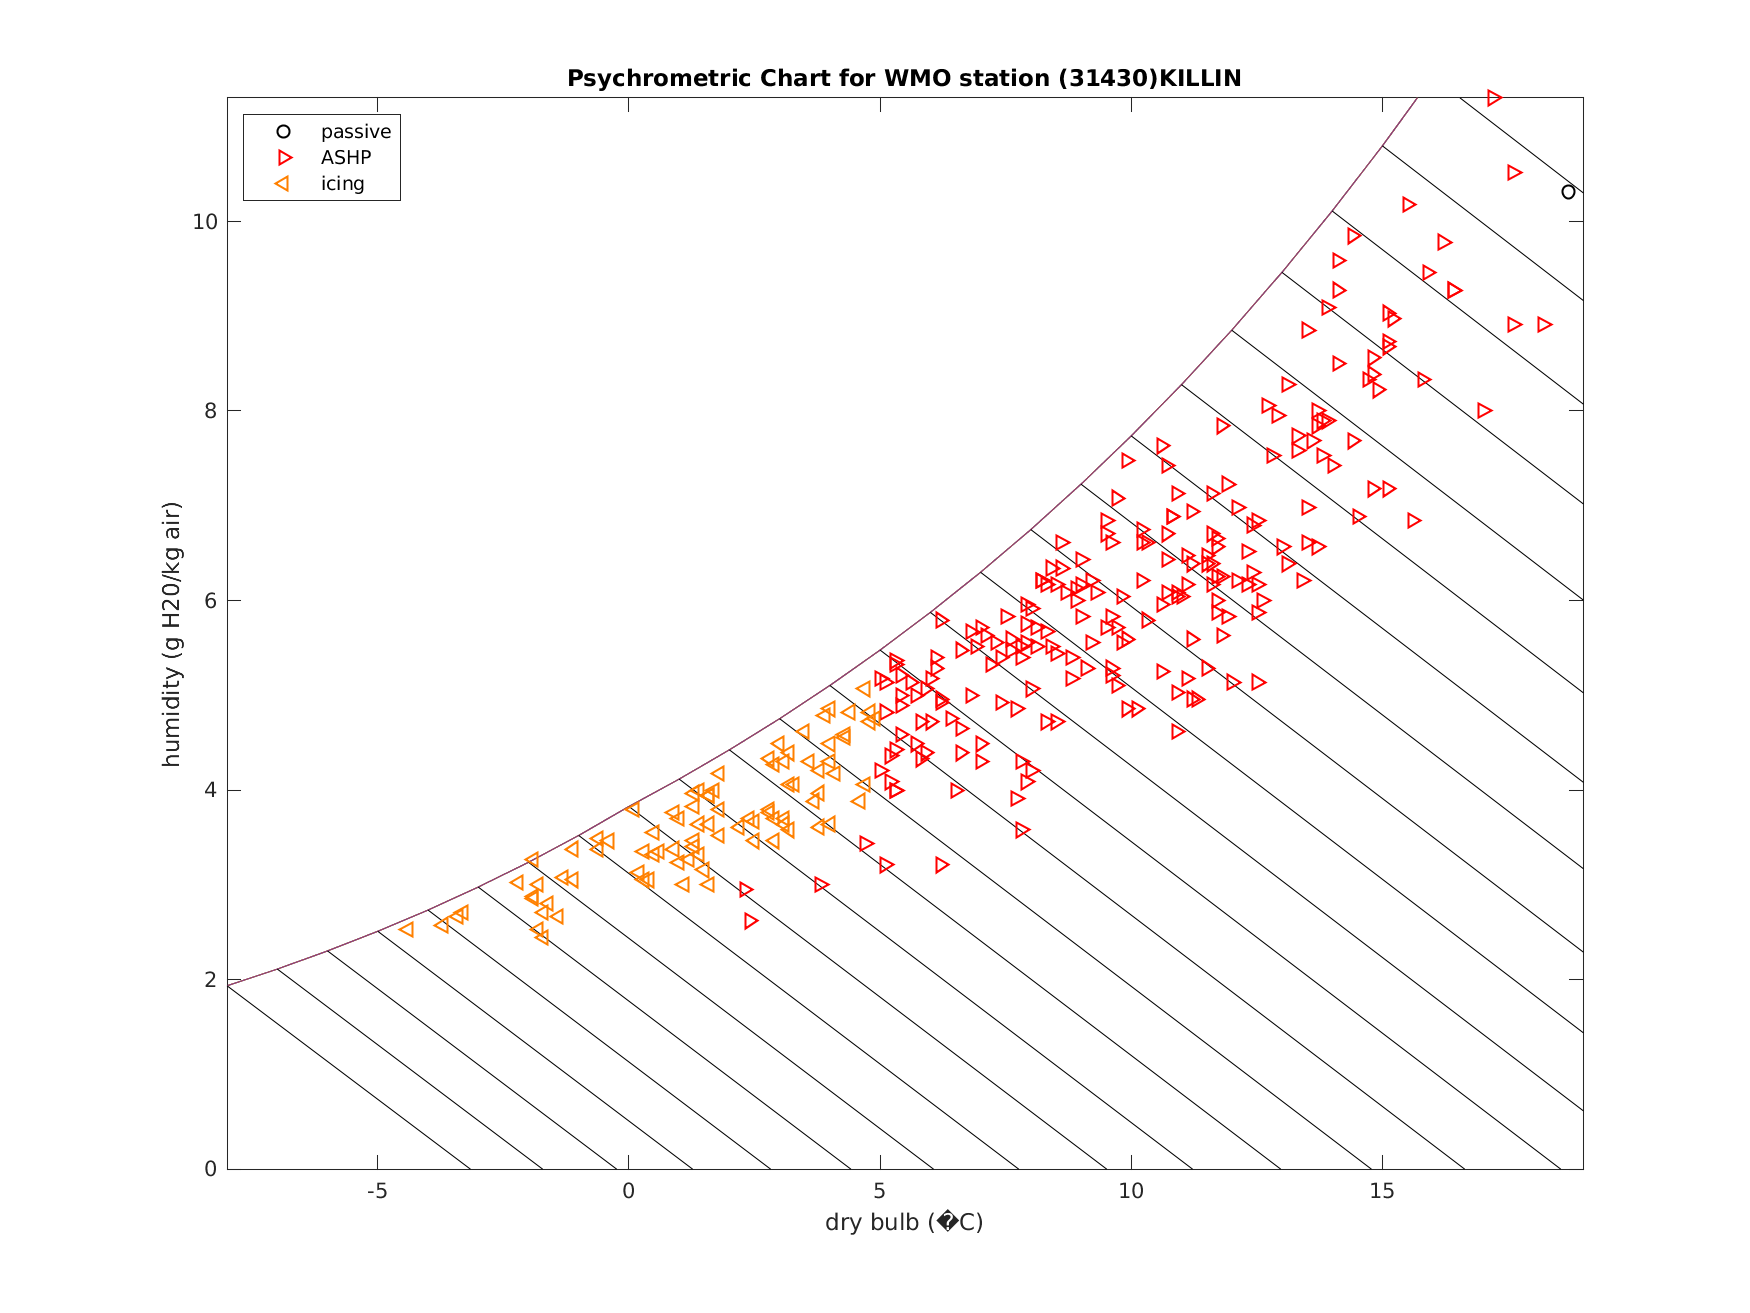 Psychrometric Chart for WMO station (31430)KILLIN
passive
ASHP
icing
humidity (g H20/kg air)
10
8
6
4
2
0
-5 0 5 10 15
dry bulb (�C)